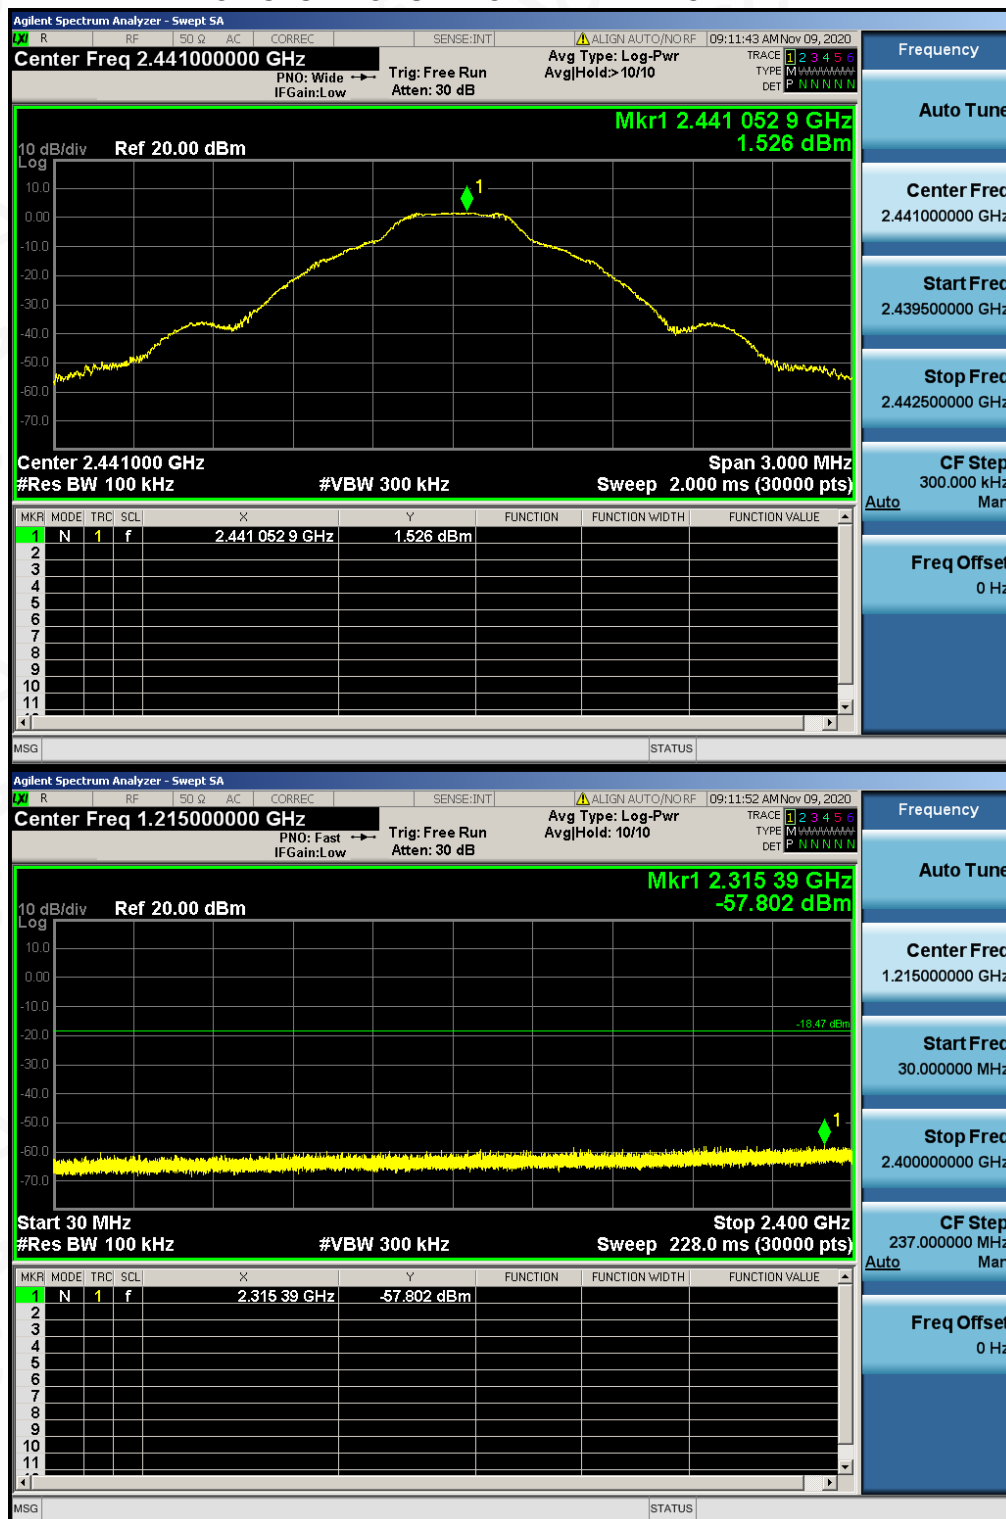 Agilent Spectrum Analyzer - Swept SA
LXI R RF 50 Ω AC CORREC SENSE:INT ALIGN AUTO/NO RF 09:11:43 AM Nov 09, 2020
Center Freq 2.441000000 GHz
PNO: Wide
IFGain:Low
Trig: Free Run
Atten: 30 dB
Avg Type: Log-Pwr
Avg|Hold:> 10/10
TRACE 1 2 3 4 5 6
TYPE M WWWWW
DET P N N N N N
Mkr1 2.441 052 9 GHz
1.526 dBm
10 dB/div Ref 20.00 dBm
Log
10.0
0.00
-10.0
-20.0
-30.0
-40.0
-50.0
-60.0
-70.0
1
Center 2.441000 GHz Span 3.000 MHz
#Res BW 100 kHz #VBW 300 kHz Sweep 2.000 ms (30000 pts)
MKR MODE TRC SCL X Y FUNCTION FUNCTION WIDTH FUNCTION VALUE
1 N 1 f 2.441 052 9 GHz 1.526 dBm
2
3
4
5
6
7
8
9
10
11
MSG STATUS
Frequency
Auto Tune
Center Freq
2.441000000 GHz
Start Freq
2.439500000 GHz
Stop Freq
2.442500000 GHz
CF Step
300.000 kHz
Auto Man
Freq Offset
0 Hz
Agilent Spectrum Analyzer - Swept SA
LXI R RF 50 Ω AC CORREC SENSE:INT ALIGN AUTO/NO RF 09:11:52 AM Nov 09, 2020
Center Freq 1.215000000 GHz
PNO: Fast
IFGain:Low
Trig: Free Run
Atten: 30 dB
Avg Type: Log-Pwr
Avg|Hold: 10/10
TRACE 1 2 3 4 5 6
TYPE M WWWWW
DET P N N N N N
Mkr1 2.315 39 GHz
-57.802 dBm
10 dB/div Ref 20.00 dBm
Log
10.0
0.00
-10.0
-20.0
-30.0
-40.0
-50.0
-60.0
-70.0
-18.47 dBm
1
Start 30 MHz Stop 2.400 GHz
#Res BW 100 kHz #VBW 300 kHz Sweep 228.0 ms (30000 pts)
MKR MODE TRC SCL X Y FUNCTION FUNCTION WIDTH FUNCTION VALUE
1 N 1 f 2.315 39 GHz -57.802 dBm
2
3
4
5
6
7
8
9
10
11
MSG STATUS
Frequency
Auto Tune
Center Freq
1.215000000 GHz
Start Freq
30.000000 MHz
Stop Freq
2.400000000 GHz
CF Step
237.000000 MHz
Auto Man
Freq Offset
0 Hz